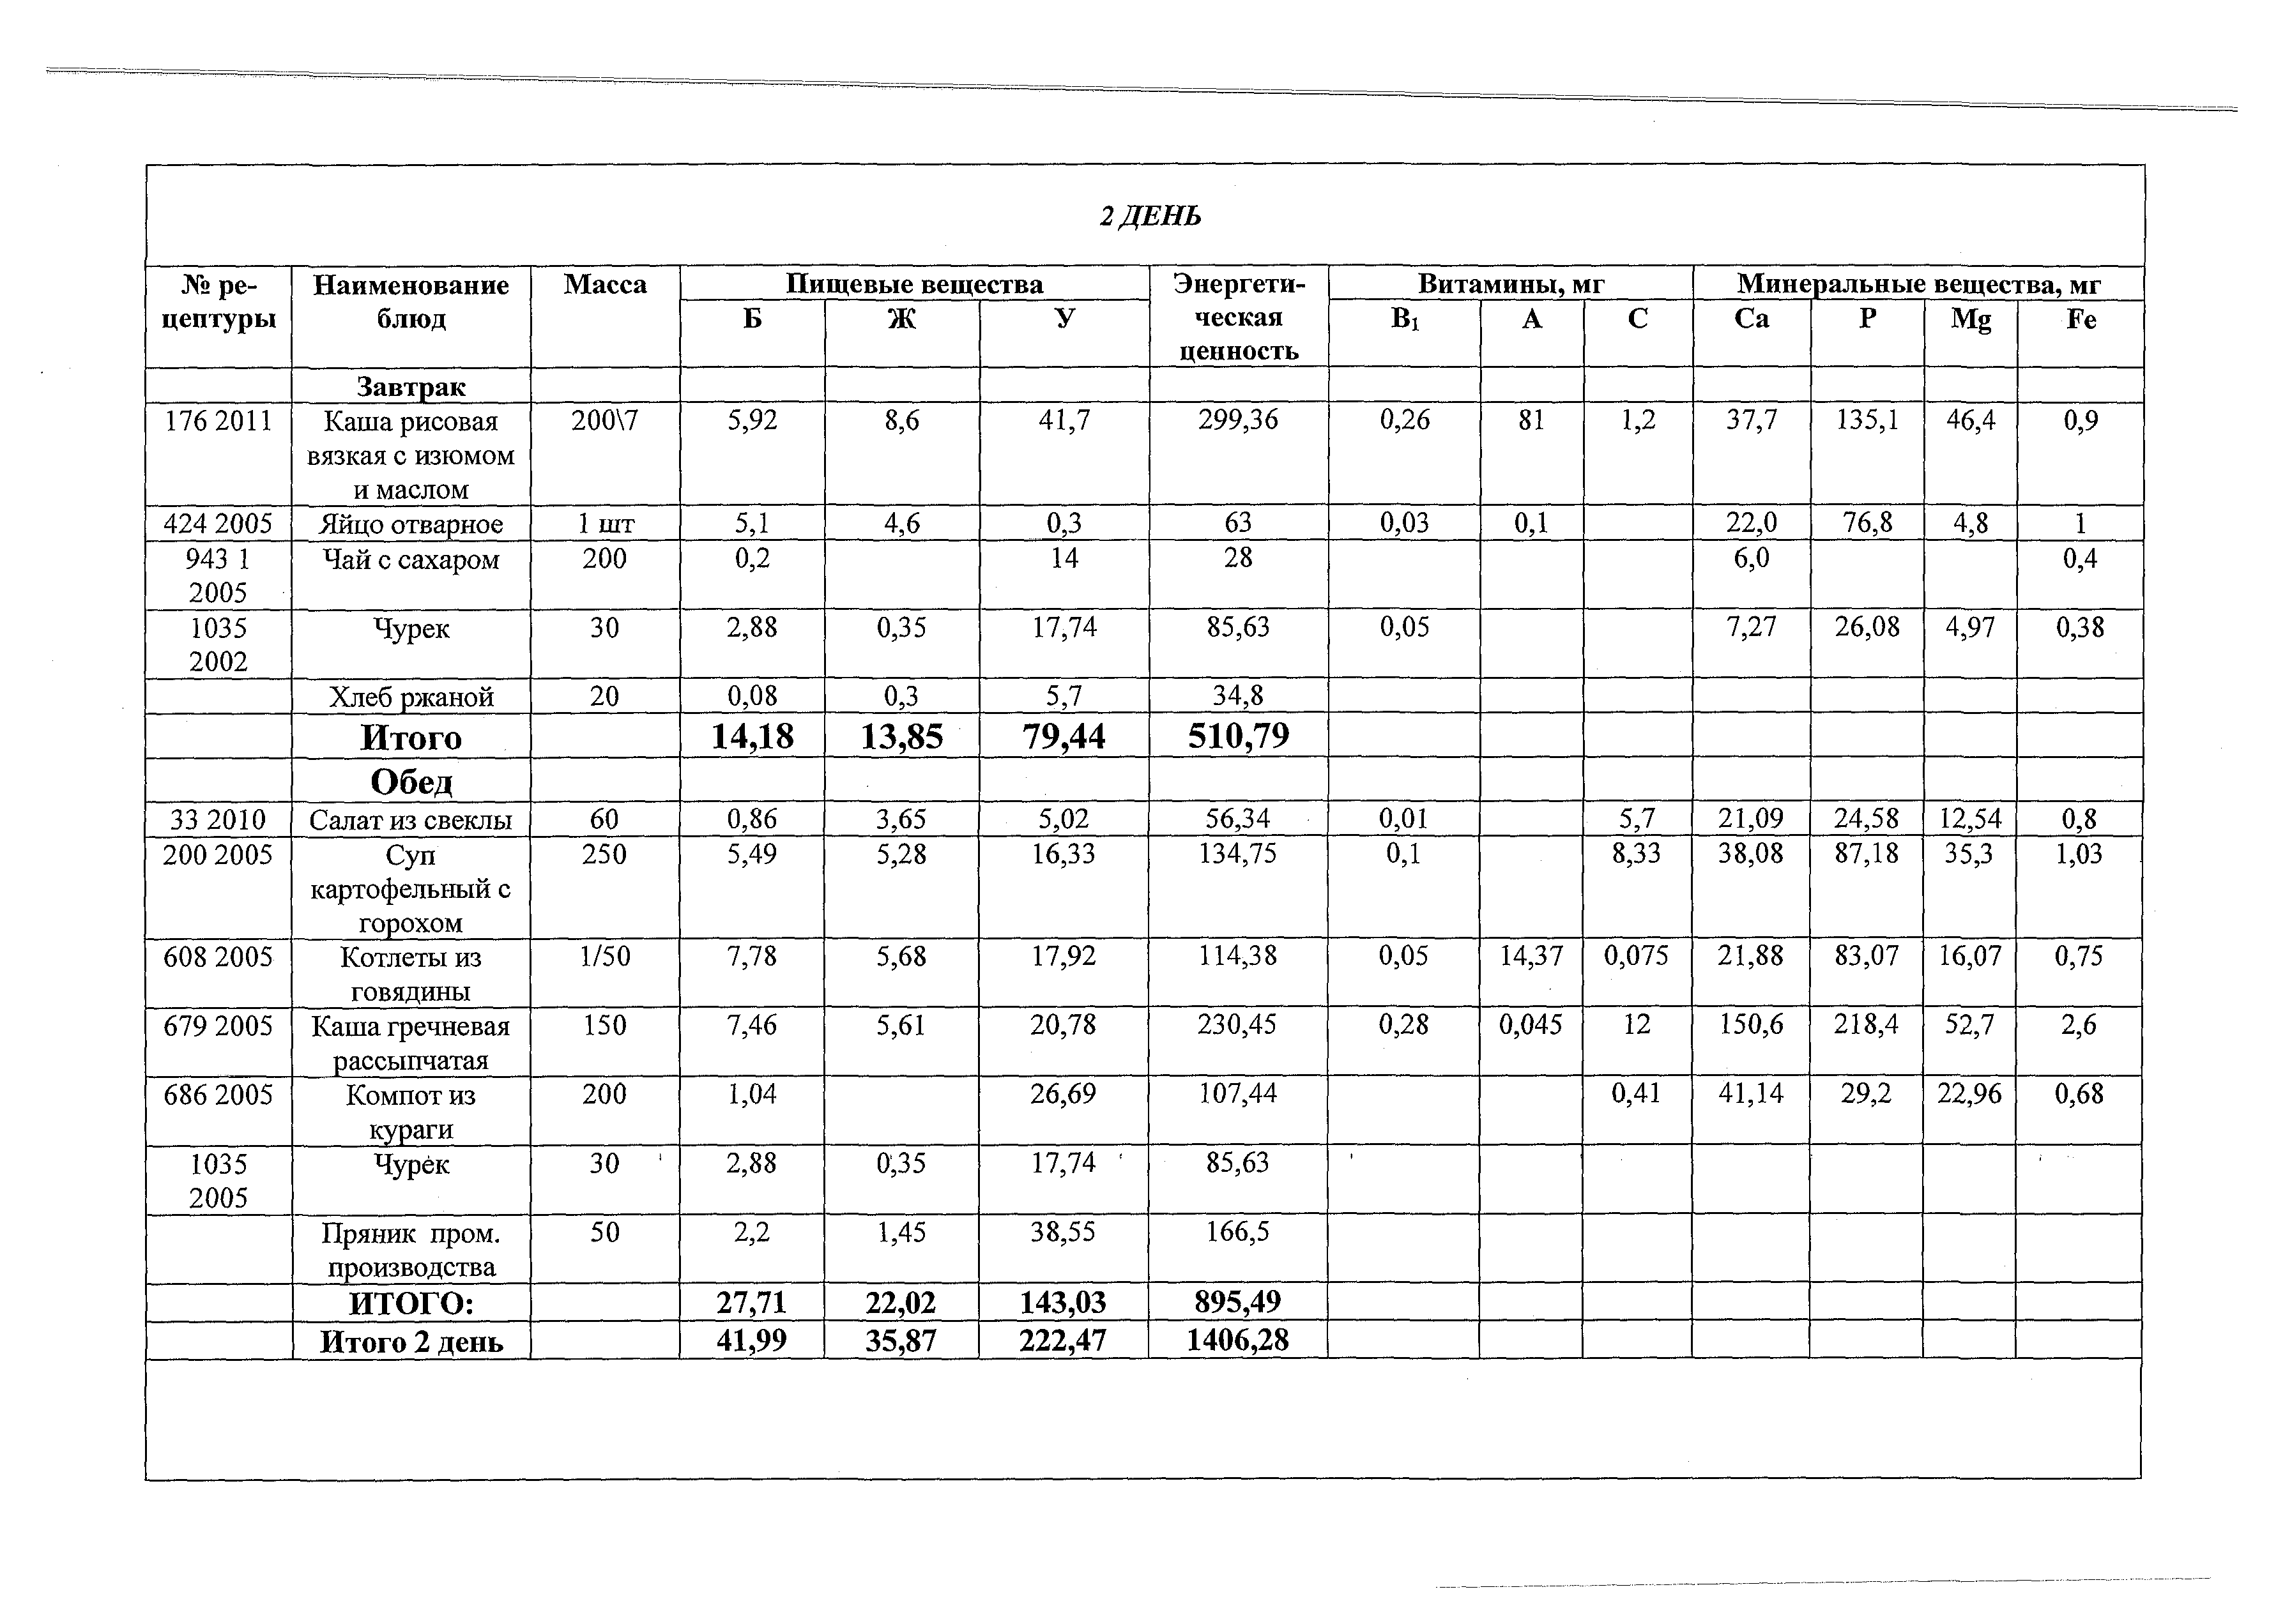 2 ДЕНЬ
№ ре- Наименование Масса Пищевые вещества Энергети- Витамины, мг Минеральные вещества, мг
цептуры блюд Б Ж У ческая В1 А С Са Р Mg Fe
ценность
Завтрак
176 2011 Каша рисовая 200\7 5,92 8,6 41,7 299,36 0,26 81 1,2 37,7 135,1 46,4 0,9
вязкая с изюмом
и маслом
424 2005 Яйцо отварное 1 шт 5,1 4,6 0,3 63 0,03 0,1 22,0 76,8 4,8 1
943 1 Чай с сахаром 200 0,2 14 28 6,0 0,4
2005
1035 Чурек 30 2,88 0,35 17,74 85,63 0,05 7,27 26,08 4,97 0,38
2002
Хлеб ржаной 20 0,08 0,3 5,7 34,8
Итого 14,18 13,85 79,44 510,79
Обед
33 2010 Салат из свеклы 60 0,86 3,65 5,02 56,34 0,01 5,7 21,09 24,58 12,54 0,8
200 2005 Суп 250 5,49 5,28 16,33 134,75 0,1 8,33 38,08 87,18 35,3 1,03
картофельный с
горохом
608 2005 Котлеты из 1/50 7,78 5,68 17,92 114,38 0,05 14,37 0,075 21,88 83,07 16,07 0,75
говядины
679 2005 Каша гречневая 150 7,46 5,61 20,78 230,45 0,28 0,045 12 150,6 218,4 52,7 2,6
рассыпчатая
686 2005 Компот из 200 1,04 26,69 107,44 0,41 41,14 29,2 22,96 0,68
кураги
1035 Чурек 30 2,88 0,35 17,74 85,63
2005
Пряник пром. 50 2,2 1,45 38,55 166,5
производства
ИТОГО: 27,71 22,02 143,03 895,49
Итого 2 день 41,99 35,87 222,47 1406,28